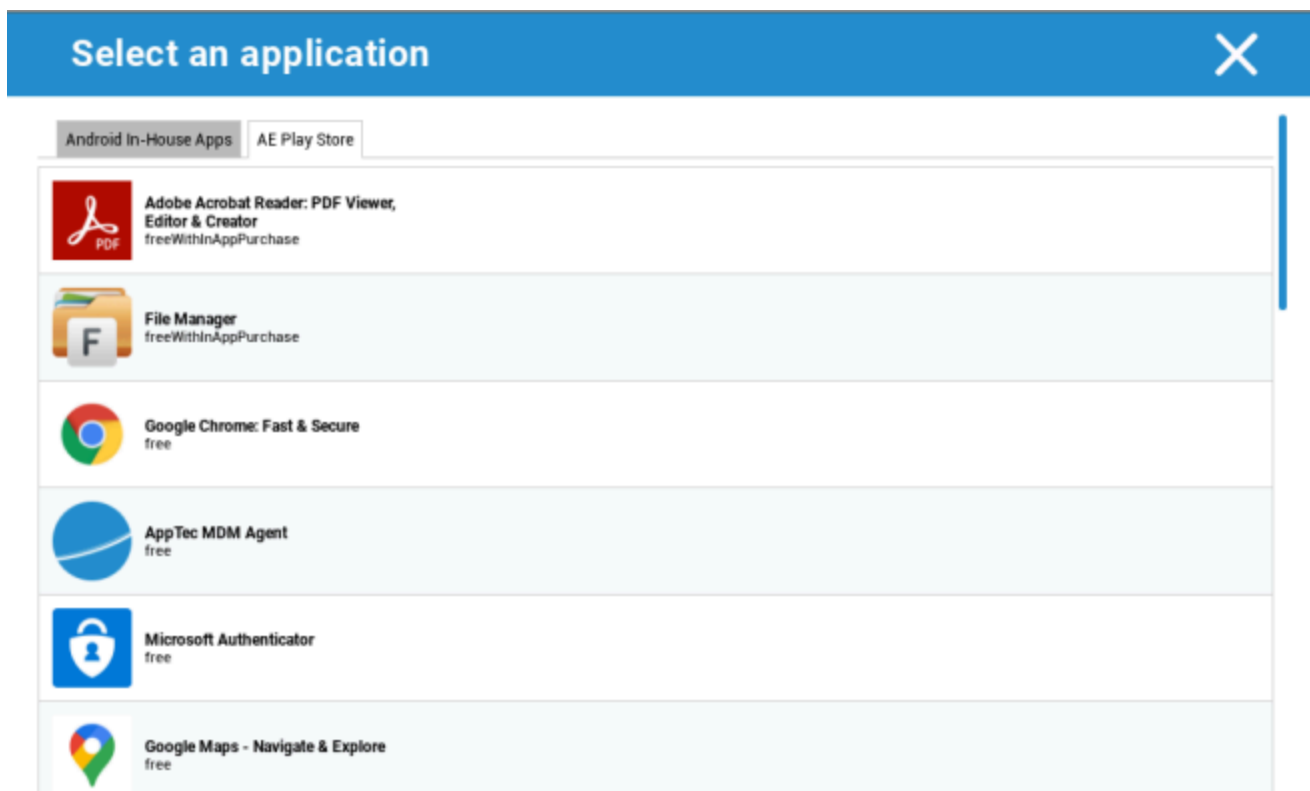 Select an application
Android In-House Apps
AE Play Store
Adobe Acrobat Reader: PDF Viewer,
Editor & Creator
freeWithInAppPurchase
PDF
File Manager
freeWithInAppPurchase
F
Google Chrome: Fast & Secure
free
AppTec MDM Agent
free
Microsoft Authenticator
free
Google Maps - Navigate & Explore
free